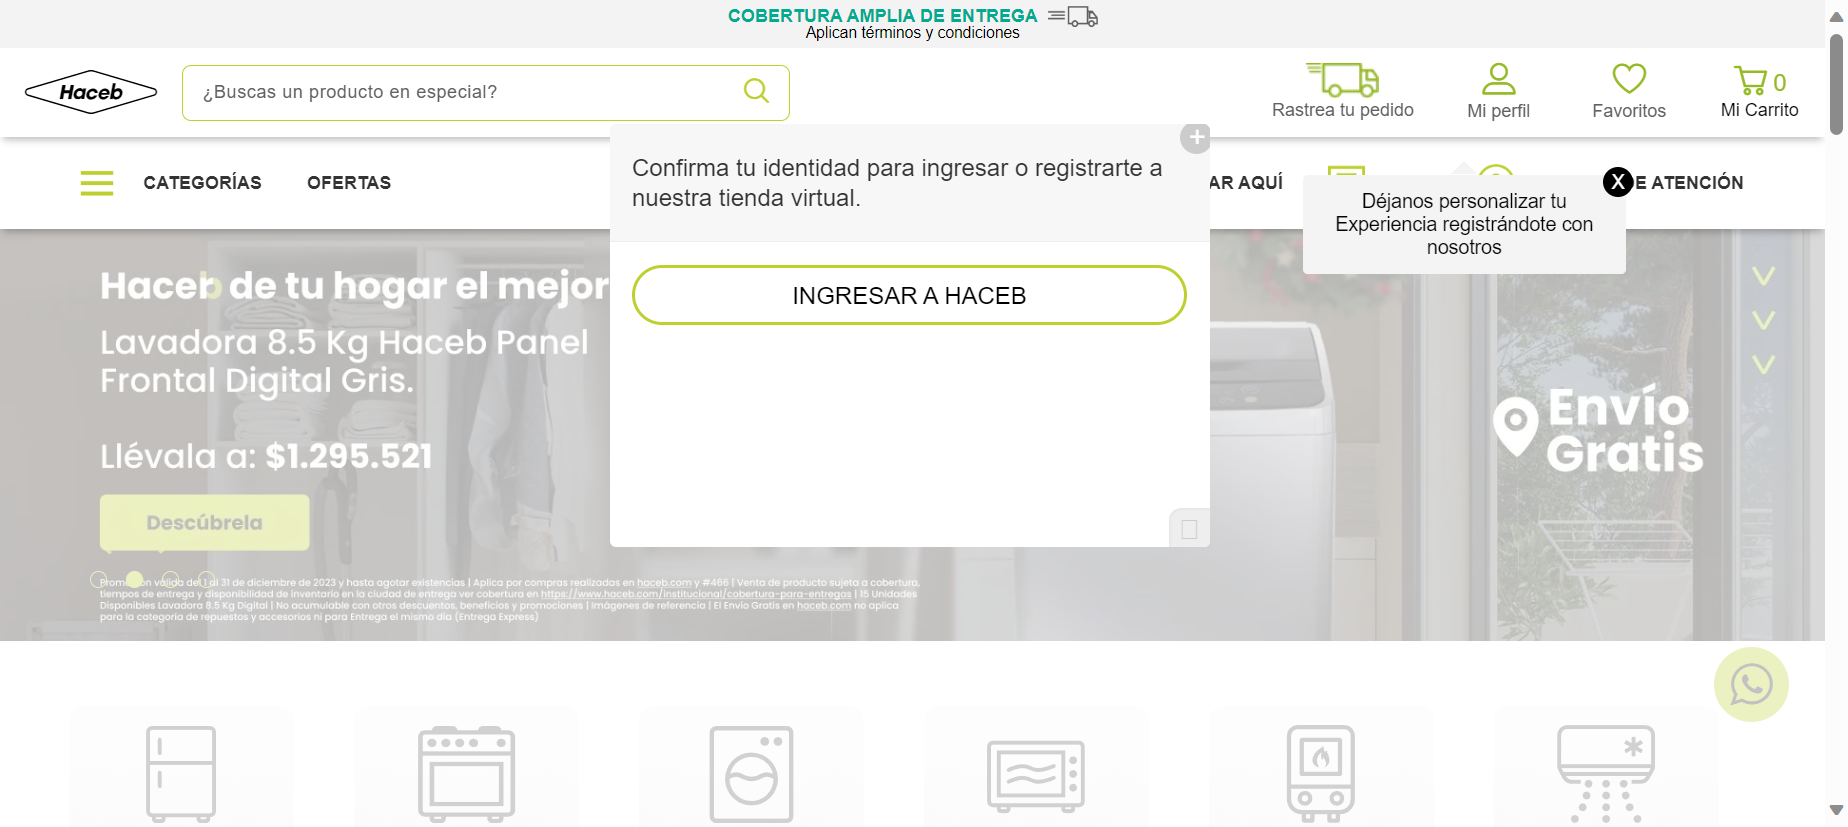 COBERTURA AMPLIA DE ENTREGA
Aplican términos y condiciones
Haceb
¿Buscas un producto en especial?
Rastrea tu pedido
Mi perfil
Favoritos
0
Mi Carrito
CATEGORÍAS
OFERTAS
AR AQUÍ
E ATENCIÓN
X
Déjanos personalizar tu
Experiencia registrándote con
nosotros
Confirma tu identidad para ingresar o registrarte a
nuestra tienda virtual.
INGRESAR A HACEB
Haceb de tu hogar el mejor
Lavadora 8.5 Kg Haceb Panel
Frontal Digital Gris.
Llévala a: $1.295.521
Descúbrela
Envío
Gratis
Promoción válida del 1 al 31 de diciembre de 2023 y hasta agotar existencias | Aplica por compras realizadas en haceb.com y #466 | Venta de producto sujeta a cobertura,
tiempos de entrega y disponibilidad de inventario en la ciudad de entrega ver cobertura en https://www.haceb.com/institucional/cobertura-para-entregas | 15 Unidades
Disponibles Lavadora 8.5 Kg Digital | No acumulable con otros descuentos, beneficios y promociones | Imágenes de referencia | El Envío Gratis en haceb.com no aplica
para la categoria de repuestos y accesorios ni para Entrega el mismo día (Entrega Express)